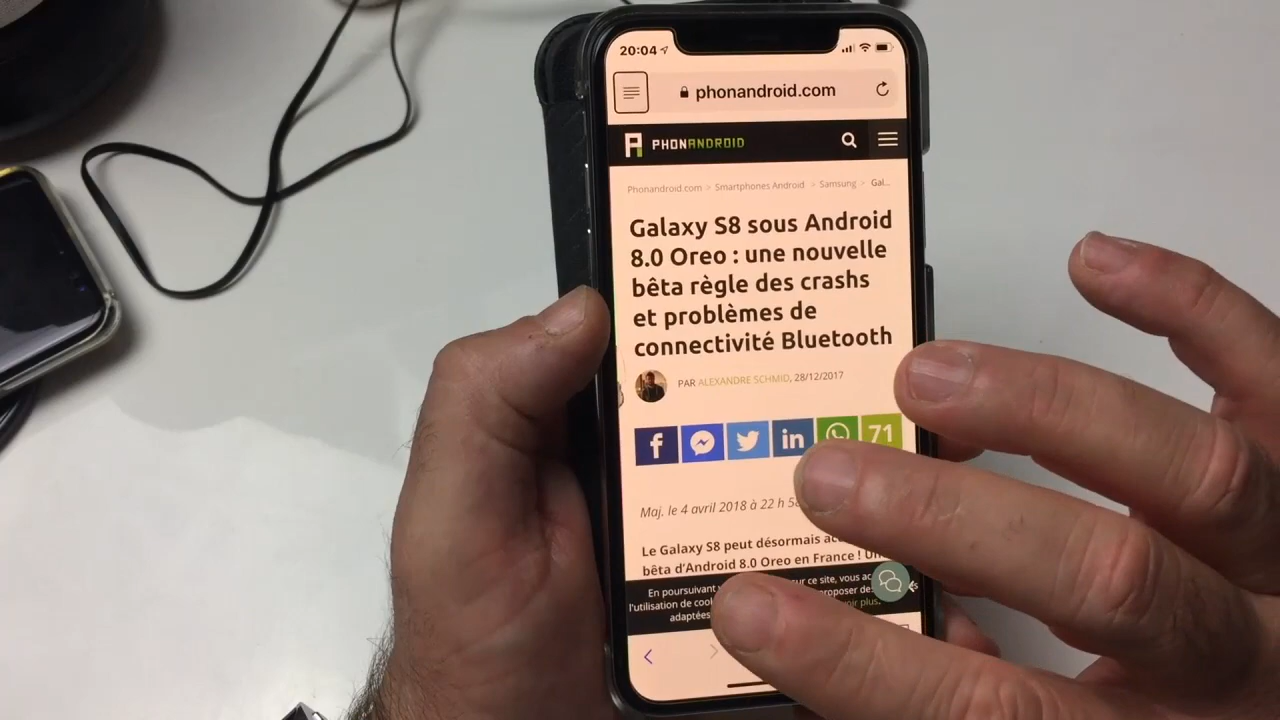 20:04
phonandroid.com
PHONANDROID
Phonandroid.com > Smartphones Android > Samsung > Gal...
Galaxy S8 sous Android
8.0 Oreo : une nouvelle
bêta règle des crashs
et problèmes de
connectivité Bluetooth
PAR ALEXANDRE SCHMID, 28/12/2017
71
Maj. le 4 avril 2018 à 22 h
Le Galaxy S8 peut désormais
bêta d'Android 8.0 Oreo en France !
En poursuivant sur ce site, vous
l'utilisation de proposer des
adaptées plus.